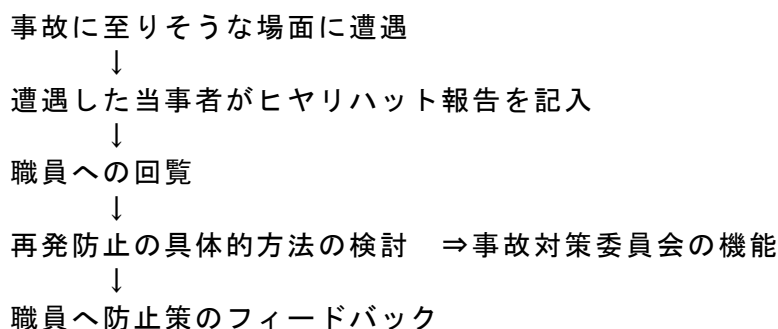 事故に至りそうな場面に遭遇
↓
遭遇した当事者がヒヤリハット報告を記入
↓
職員への回覧
↓
再発防止の具体的方法の検討　⇒事故対策委員会の機能
↓
職員へ防止策のフィードバック